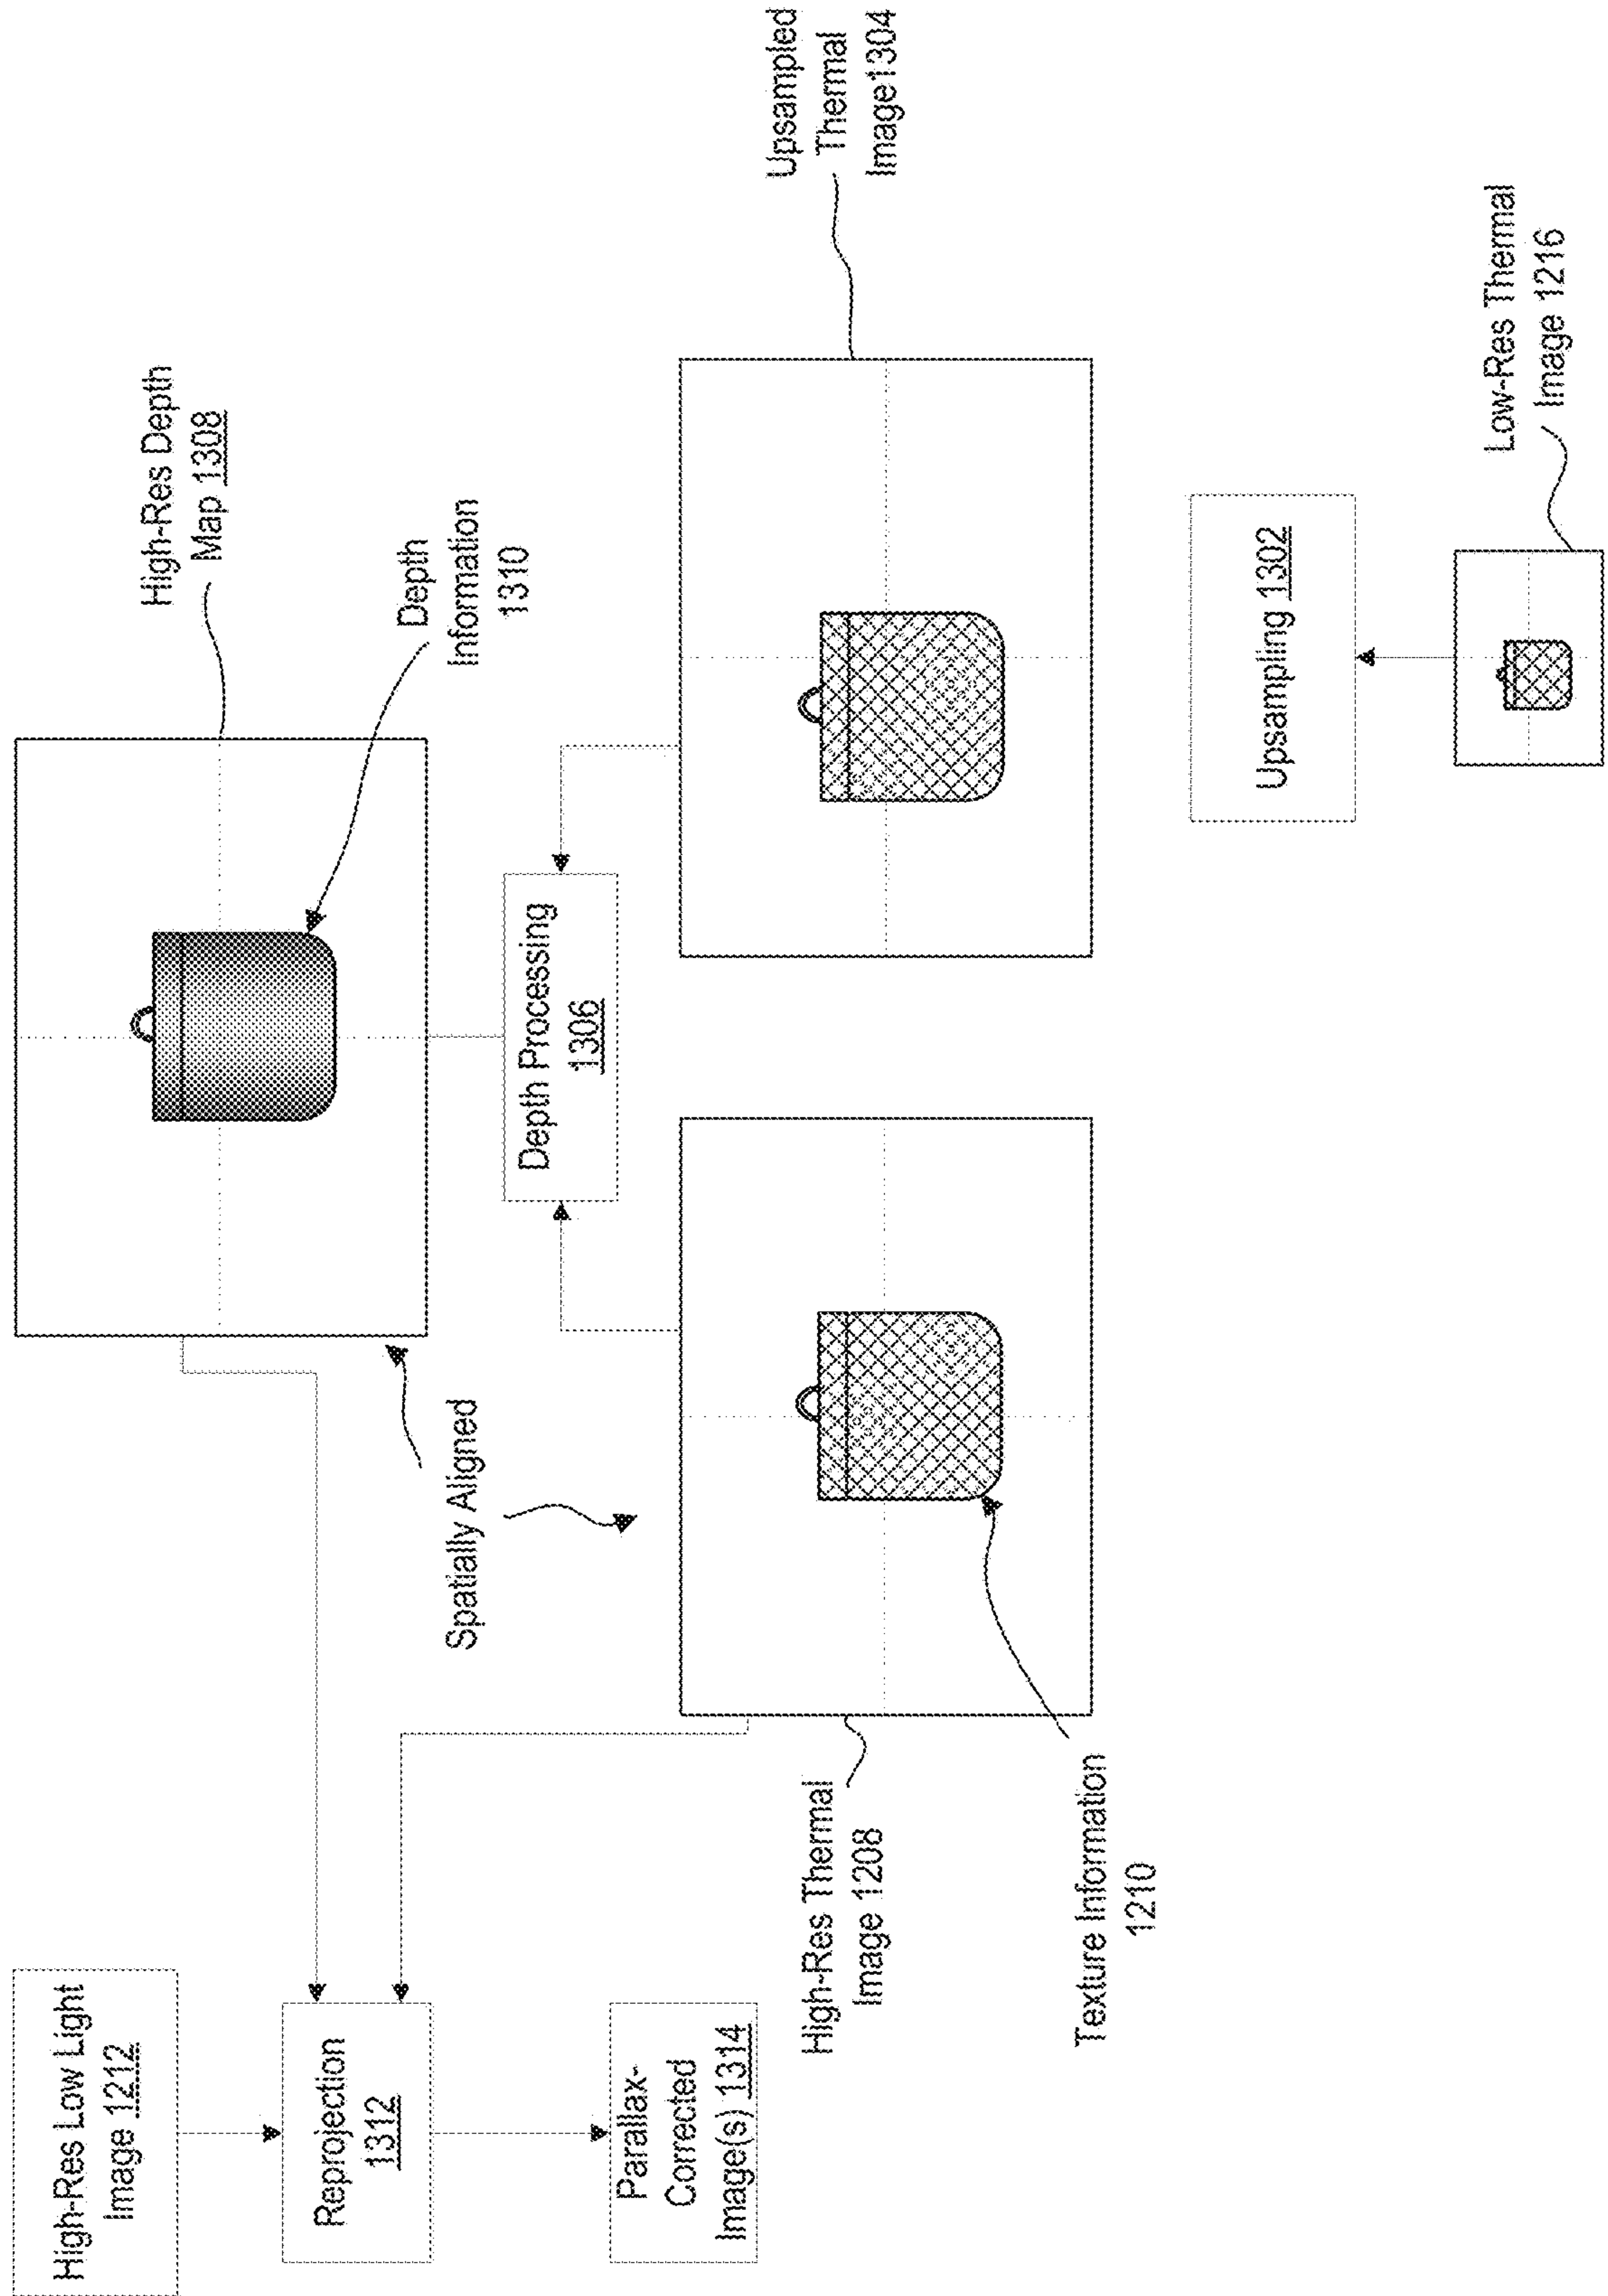 High-Res Low Light
Image 1212
Reprojection
1312
Parallax-
Corrected
Image(s) 1314
High-Res Depth
Map 1308
Depth
Information
1310
Spatially Aligned
Depth Processing
1306
High-Res Thermal
Image 1208
Texture Information
1210
Upsampled
Thermal
Image1304
Upsampling 1302
Low-Res Thermal
Image 1216